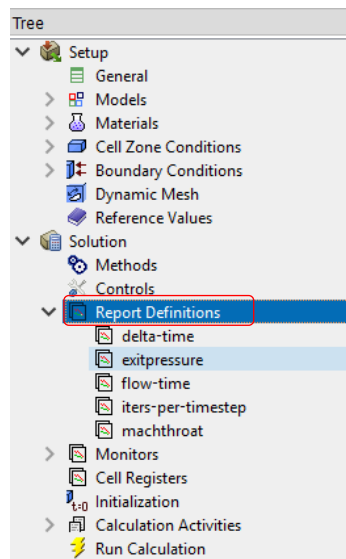 Tree
Setup
General
Models
Materials
Cell Zone Conditions
Boundary Conditions
Dynamic Mesh
Reference Values
Solution
Methods
Controls
Report Definitions
delta-time
exitpressure
flow-time
iters-per-timestep
machthroat
Monitors
Cell Registers
t=0 Initialization
Calculation Activities
Run Calculation